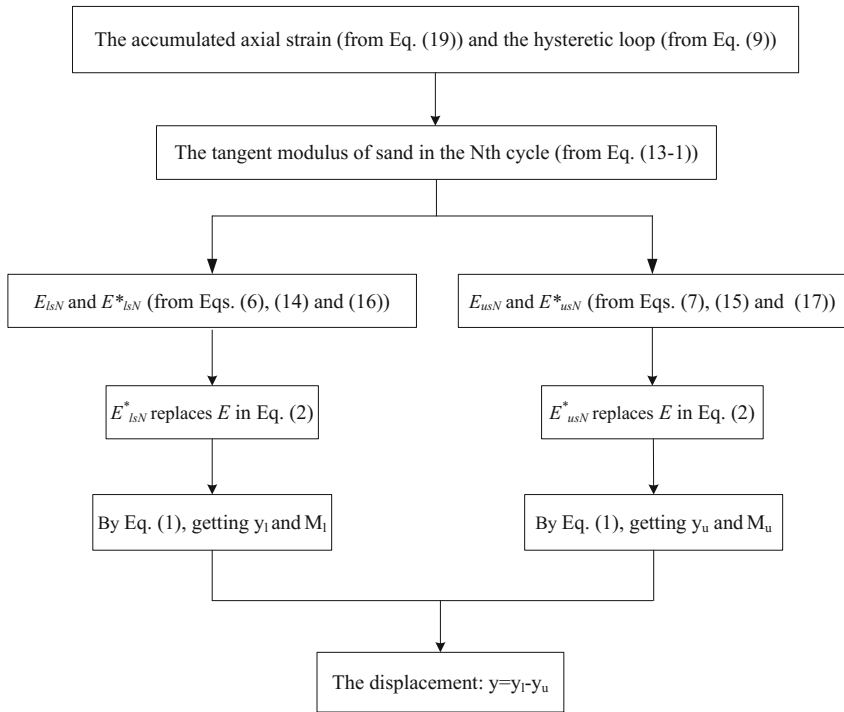 The accumulated axial strain (from Eq. (19)) and the hysteretic loop (from Eq. (9))
The tangent modulus of sand in the Nth cycle (from Eq. (13-1))
E_lsN and E*_lsN (from Eqs. (6), (14) and (16))
E_usN and E*_usN (from Eqs. (7), (15) and (17))
E*_lsN replaces E in Eq. (2)
E*_usN replaces E in Eq. (2)
By Eq. (1), getting y_l and M_l
By Eq. (1), getting y_u and M_u
The displacement: y=y_l-y_u